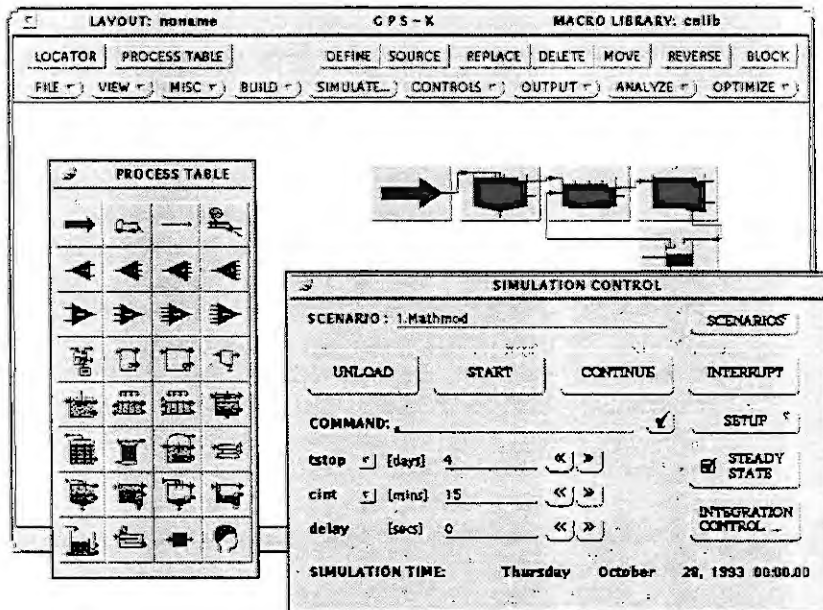 LAYOUT: noname GPS-X MACRO LIBRARY: cnlib
LOCATOR PROCESS TABLE DEFINE SOURCE REPLACE DELETE MOVE REVERSE BLOCK
FILE VIEW MISC BUILD SIMULATE... CONTROLS OUTPUT ANALYZE OPTIMIZE
PROCESS TABLE
SIMULATION CONTROL
SCENARIO: 1.Mathmod SCENARIOS
UNLOAD START CONTINUE INTERRUPT
COMMAND: SETUP
tstop [days] 4 « » STEADY STATE
cint [mins] 15 « »
delay [secs] 0 « » INTEGRATION CONTROL
SIMULATION TIME: Thursday October 28, 1993 00:00.00